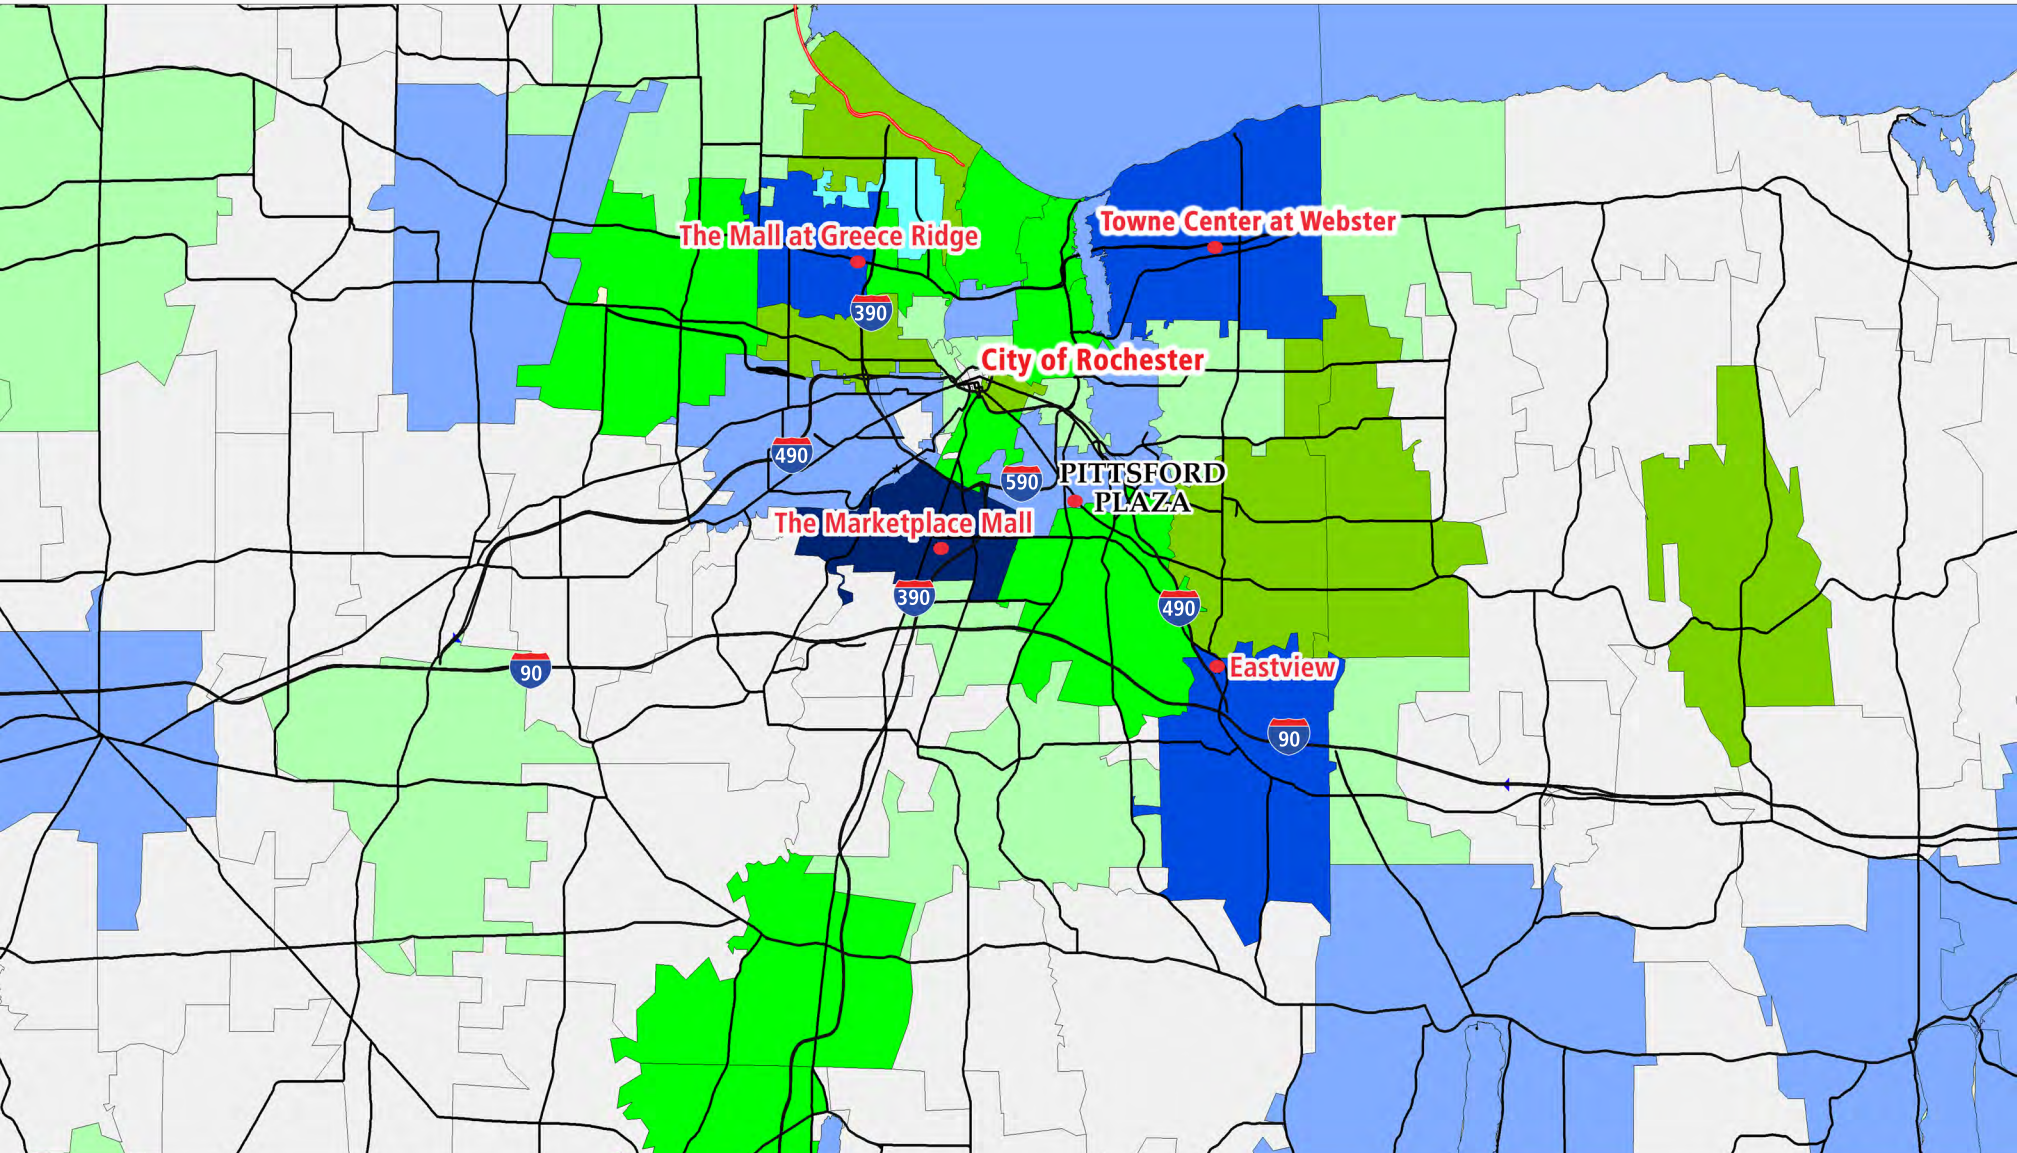 The Mall at Greece Ridge
Towne Center at Webster
390
City of Rochester
490
590
PITTSFORD
PLAZA
The Marketplace Mall
390
490
90
Eastview
90